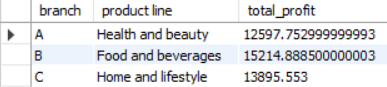 branch product line total_profit
A Health and beauty 12597.752999999993
B Food and beverages 15214.888500000003
C Home and lifestyle 13895.553